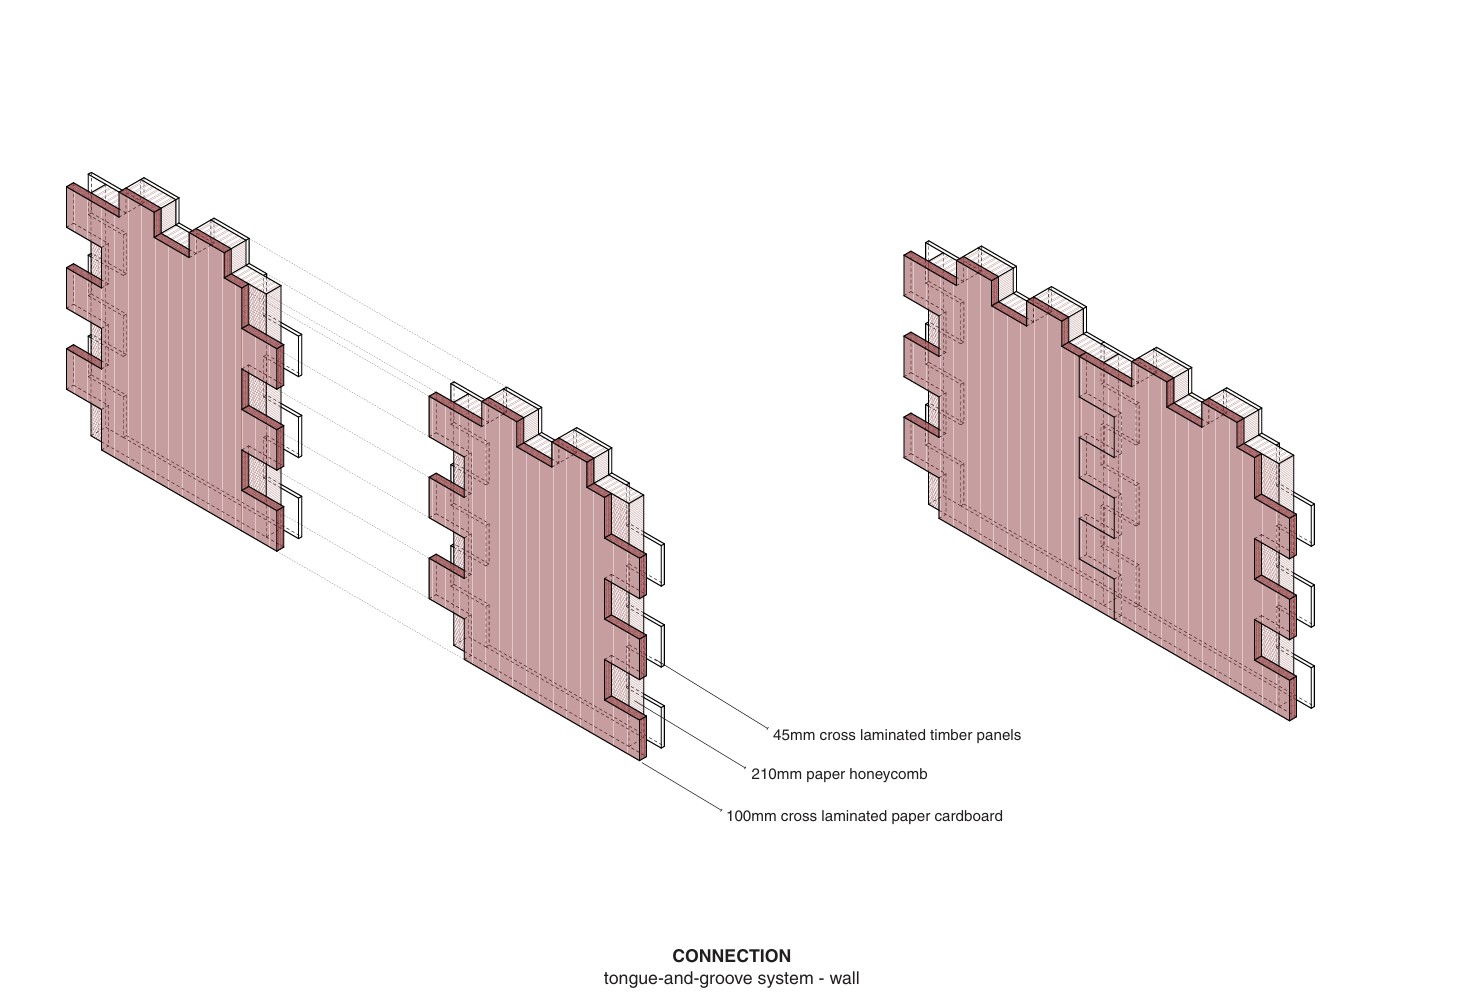 45mm cross laminated timber panels
210mm paper honeycomb
100mm cross laminated paper cardboard
CONNECTION
tongue-and-groove system - wall